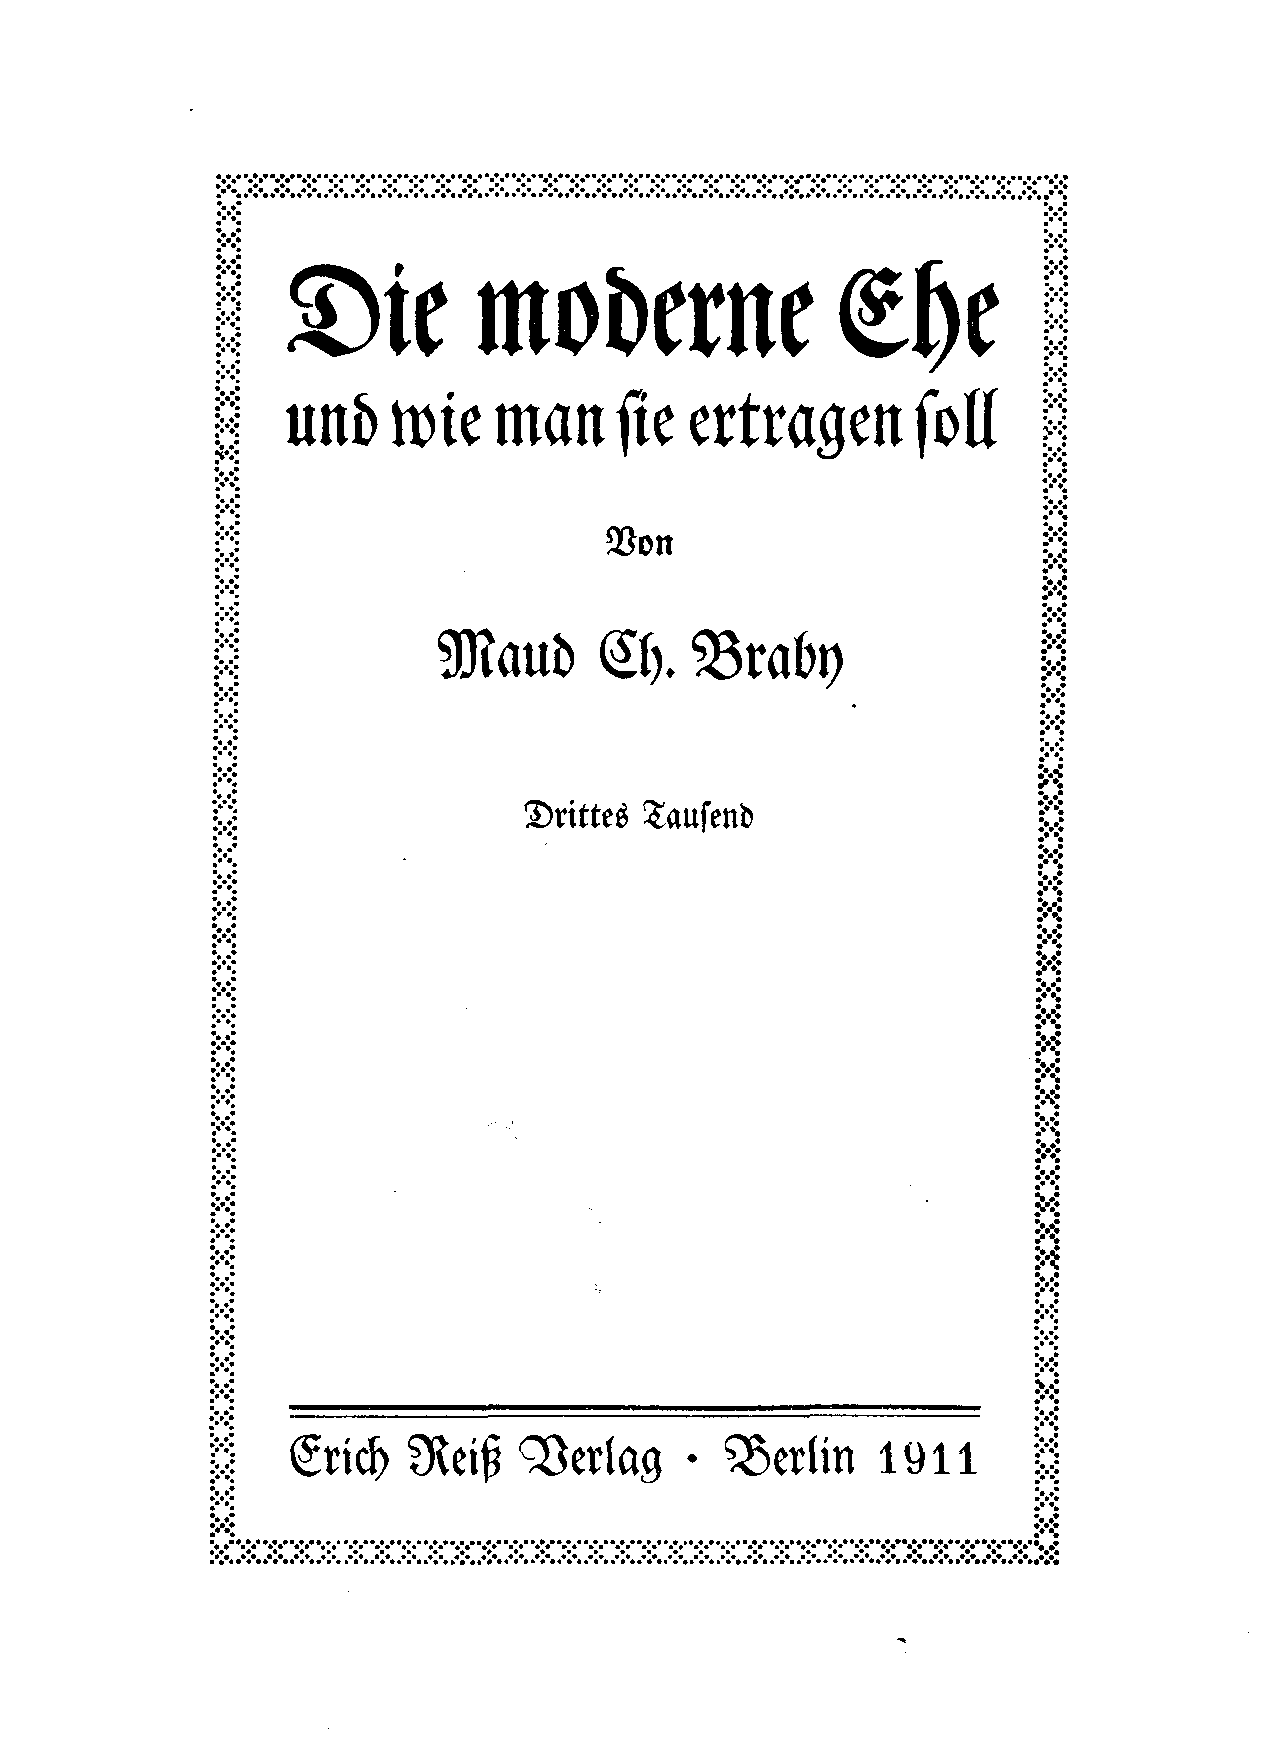 Die moderne Ehe
und wie man ſie ertragen ſoll
Von
Maud Ch. Braby
Drittes Tauſend
Erich Reiß Verlag · Berlin 1911